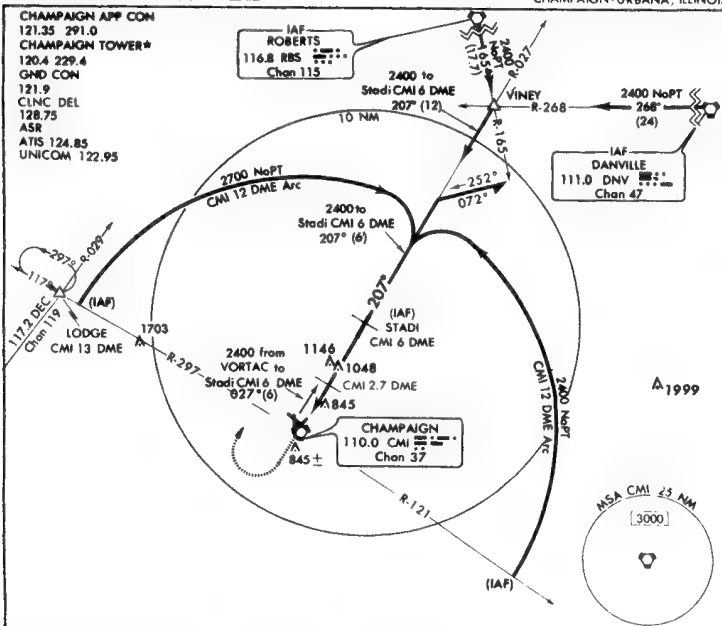 CHAMPAIGN-URBANA, ILLINOIS
CHAMPAIGN APP CON
121.35 291.0
CHAMPAIGN TOWER*
120.4 229.4
GND CON
121.9
CLNC DEL
128.75
ASR
ATIS 124.85
UNICOM 122.95
IAF
ROBERTS
116.8 RBS
Chan 115
2400
NoPT
165°
(17.7)
R-027
2400 to
Stadi CMI 6 DME
207° (12)
VINEY
R-268
2400 NoPT
268°
(24)
R-165
IAF
DANVILLE
111.0 DNV
Chan 47
10 NM
2700 NoPT
CMI 12 DME Arc
252°
072°
2400 to
Stadi CMI 6 DME
207° (6)
297°
R-029
117°
117.2 DEC
Chan 119
(IAF)
LODGE
CMI 13 DME
1703
R-297
207°
(IAF)
STADI
CMI 6 DME
1146
1048
2400 from
VORTAC to
Stadi CMI 6 DME
027° (6)
CMI 2.7 DME
845
CHAMPAIGN
110.0 CMI
Chan 37
845 ±
2400 NoPT
CMI 12 DME Arc
1999
R-121
(IAF)
MSA CMI 25 NM
3000